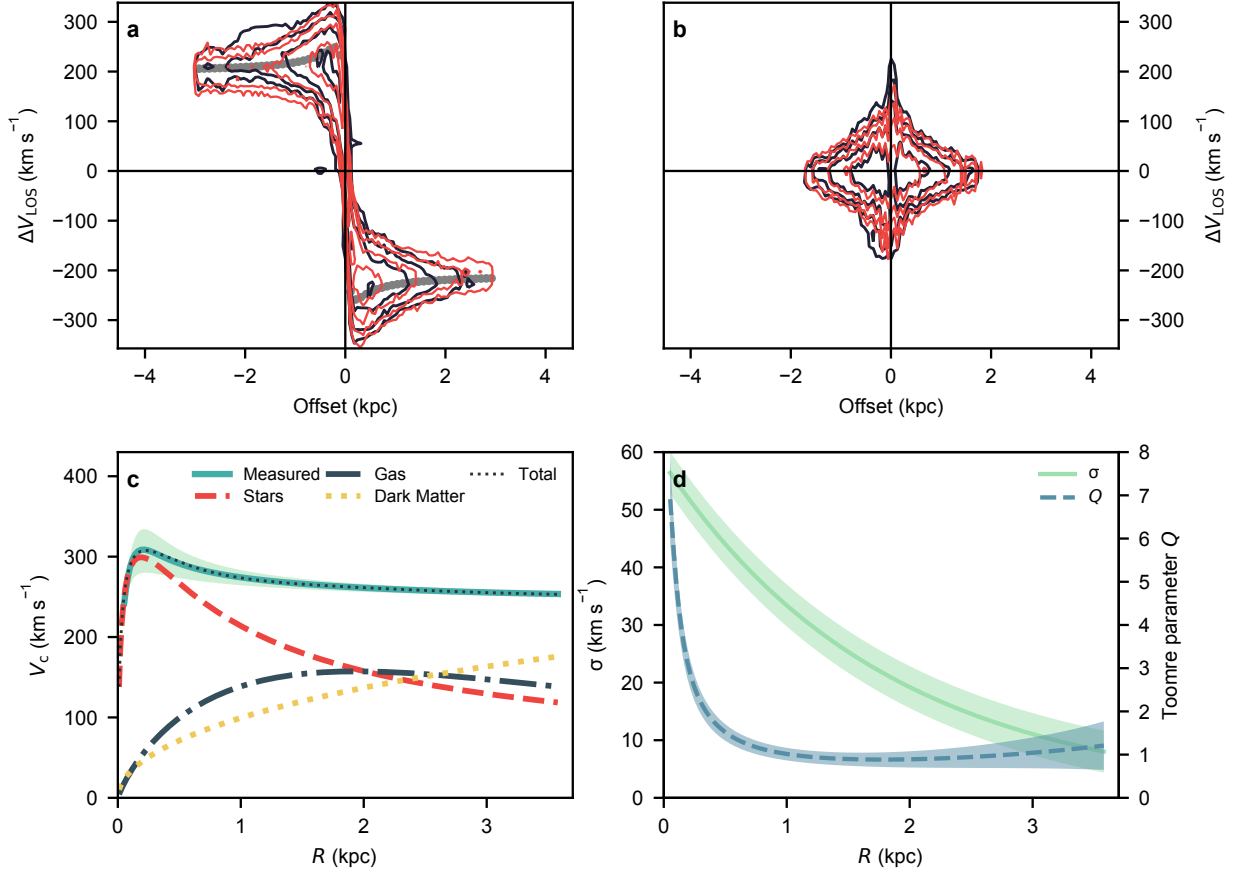 a
300
200
100
0
−100
−200
−300
ΔV_LOS (km s⁻¹)
−4 −2 0 2 4
Offset (kpc)
b
300
200
100
0
−100
−200
−300
ΔV_LOS (km s⁻¹)
−4 −2 0 2 4
Offset (kpc)
c
Measured Gas Total
Stars Dark Matter
400
300
200
100
0
V_c (km s⁻¹)
0 1 2 3
R (kpc)
d
σ
Q
60
50
40
30
20
10
0
σ (km s⁻¹)
8
7
6
5
4
3
2
1
0
Toomre parameter Q
0 1 2 3
R (kpc)